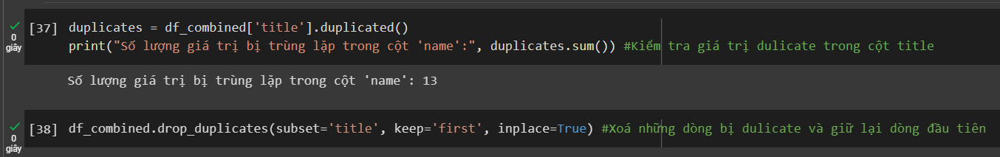 [37] duplicates = df_combined['title'].duplicated()
0
giây
print("Số lượng giá trị bị trùng lặp trong cột 'name':", duplicates.sum()) #Kiểm tra giá trị dulicate trong cột title
Số lượng giá trị bị trùng lặp trong cột 'name': 13
[38] df_combined.drop_duplicates(subset='title', keep='first', inplace=True) #Xoá những dòng bị dulicate và giữ lại dòng đầu tiên
0
giây